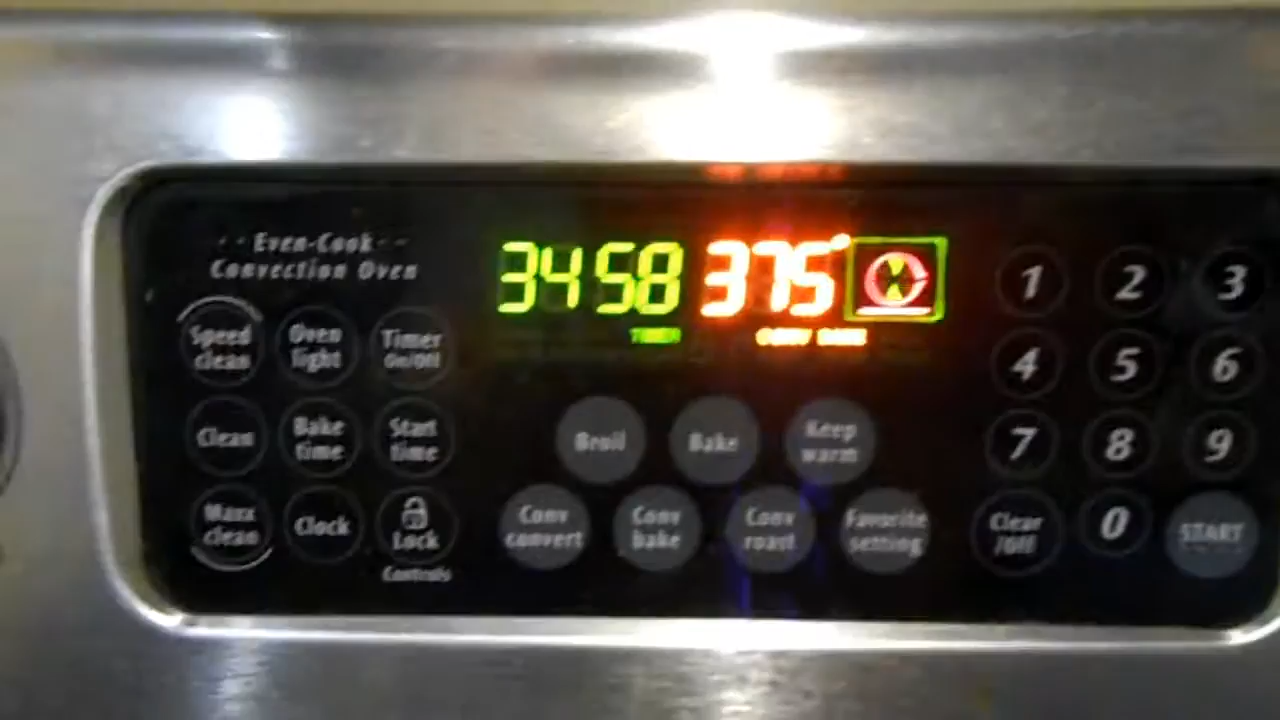 Even-Cook
Convection Oven
34 58 375°
TIMER CONV BAKE
Speed clean
Oven light
Timer On/Off
Clean
Bake time
Start time
Maxx clean
Clock
Lock
Controls
Broil
Bake
Keep warm
Conv convert
Conv bake
Conv roast
Favorite setting
1 2 3
4 5 6
7 8 9
Clear /Off
0
START